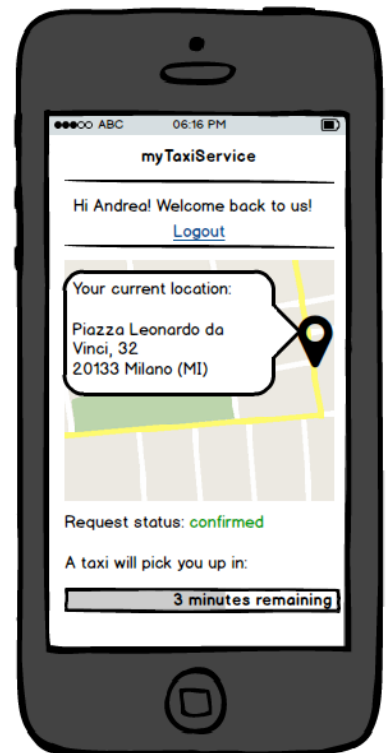 ABC 06:16 PM
myTaxiService
Hi Andrea! Welcome back to us!
Logout
Your current location:
Piazza Leonardo da
Vinci, 32
20133 Milano (MI)
Request status: confirmed
A taxi will pick you up in:
3 minutes remaining